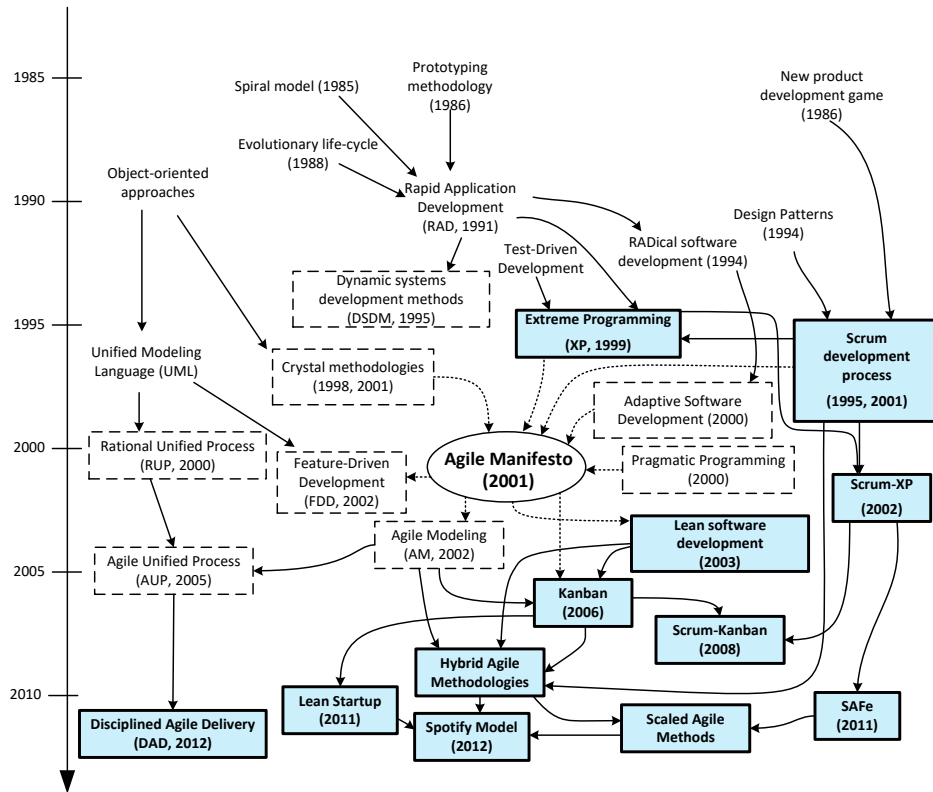 1985
Spiral model (1985)
Prototyping
methodology
(1986)
New product
development game
(1986)
Evolutionary life-cycle
(1988)
Object-oriented
approaches
1990
Rapid Application
Development
(RAD, 1991)
Design Patterns
(1994)
RADical software
development (1994)
Test-Driven
Development
Dynamic systems
development methods
(DSDM, 1995)
1995
Extreme Programming
(XP, 1999)
Scrum
development
process
(1995, 2001)
Unified Modeling
Language (UML)
Crystal methodologies
(1998, 2001)
Adaptive Software
Development (2000)
2000
Rational Unified Process
(RUP, 2000)
Feature-Driven
Development
(FDD, 2002)
Agile Manifesto
(2001)
Pragmatic Programming
(2000)
Scrum-XP
(2002)
Agile Modeling
(AM, 2002)
Lean software
development
(2003)
2005
Agile Unified Process
(AUP, 2005)
Kanban
(2006)
Scrum-Kanban
(2008)
Hybrid Agile
Methodologies
2010
Lean Startup
(2011)
SAFe
(2011)
Disciplined Agile Delivery
(DAD, 2012)
Spotify Model
(2012)
Scaled Agile
Methods